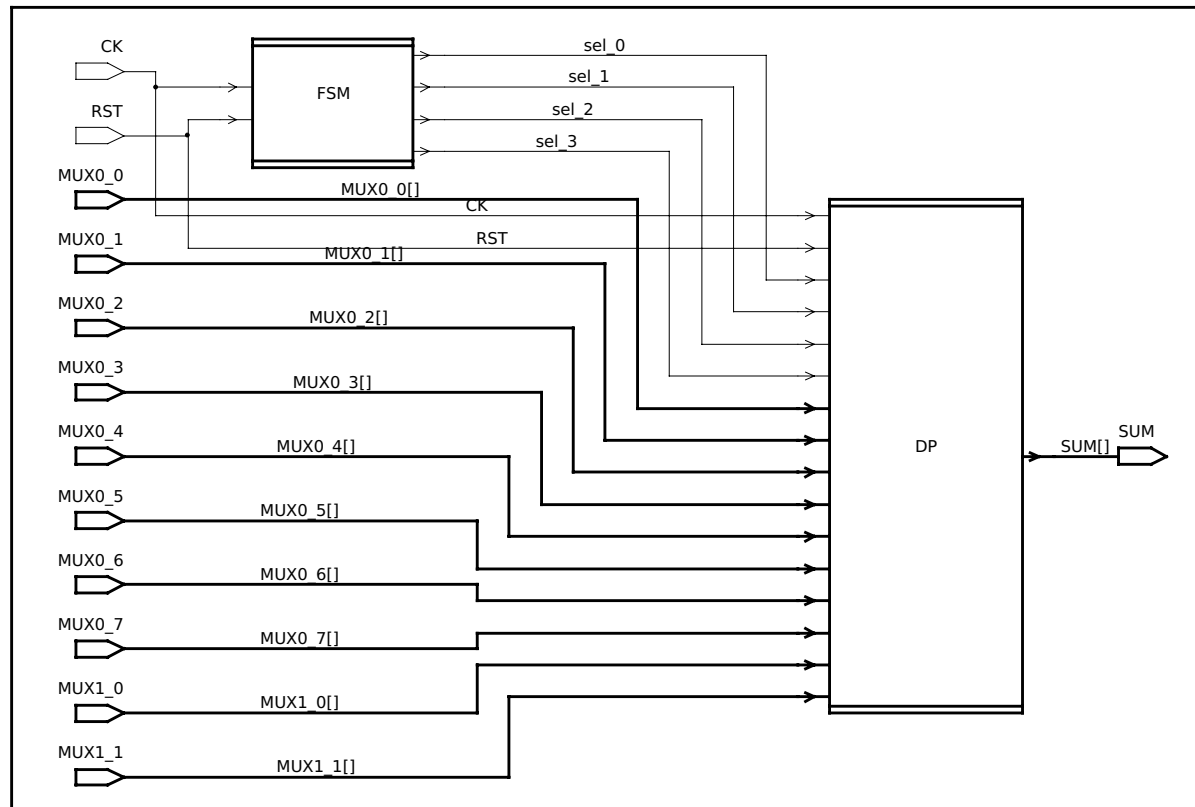 CK
sel_0
sel_1
FSM
RST
sel_2
sel_3
MUX0_0
MUX0_0[]
CK
MUX0_1
RST
MUX0_1[]
MUX0_2
MUX0_2[]
MUX0_3
MUX0_3[]
MUX0_4
MUX0_4[]
DP
SUM[]
SUM
MUX0_5
MUX0_5[]
MUX0_6
MUX0_6[]
MUX0_7
MUX0_7[]
MUX1_0
MUX1_0[]
MUX1_1
MUX1_1[]